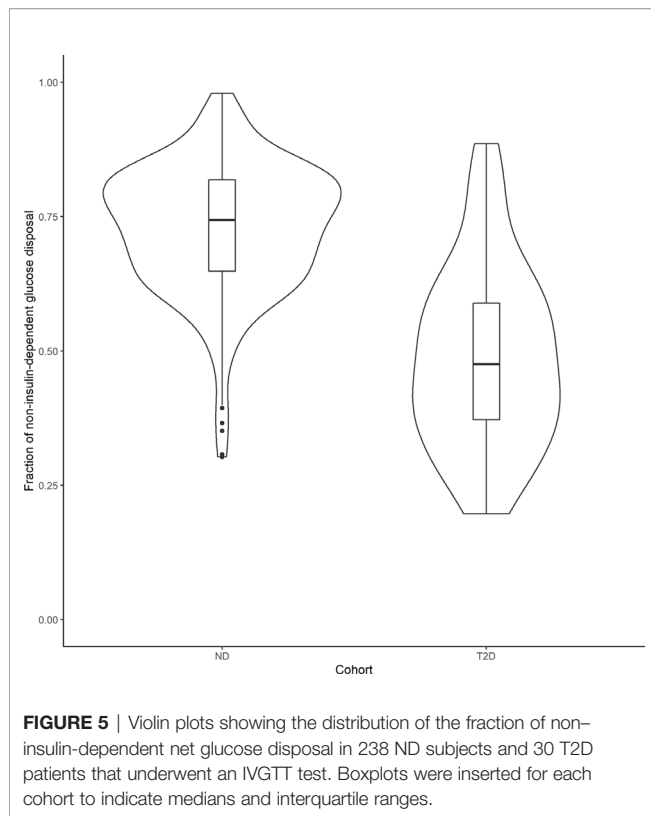 1.00
0.75
0.50
0.25
0.00
Fraction of non-insulin-dependent glucose disposal
ND
T2D
Cohort
FIGURE 5 | Violin plots showing the distribution of the fraction of non–
insulin-dependent net glucose disposal in 238 ND subjects and 30 T2D
patients that underwent an IVGTT test. Boxplots were inserted for each
cohort to indicate medians and interquartile ranges.